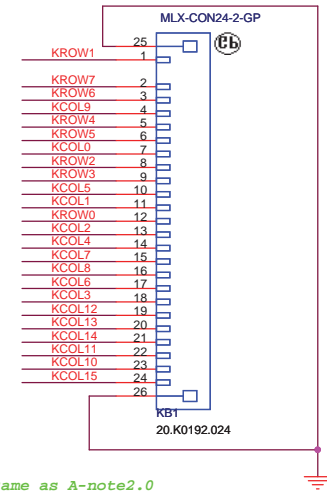 MLX-CON24-2-GP
25
KROW1 1
KROW7 2
KROW6 3
KCOL9 4
KROW4 5
KROW5 6
KCOL0 7
KROW2 8
KROW3 9
KCOL5 10
KCOL1 11
KROW0 12
KCOL2 13
KCOL4 14
KCOL7 15
KCOL8 16
KCOL6 17
KCOL3 18
KCOL12 19
KCOL13 20
KCOL14 21
KCOL11 22
KCOL10 23
KCOL15 24
26
KB1
20.K0192.024
ame as A-note2.0